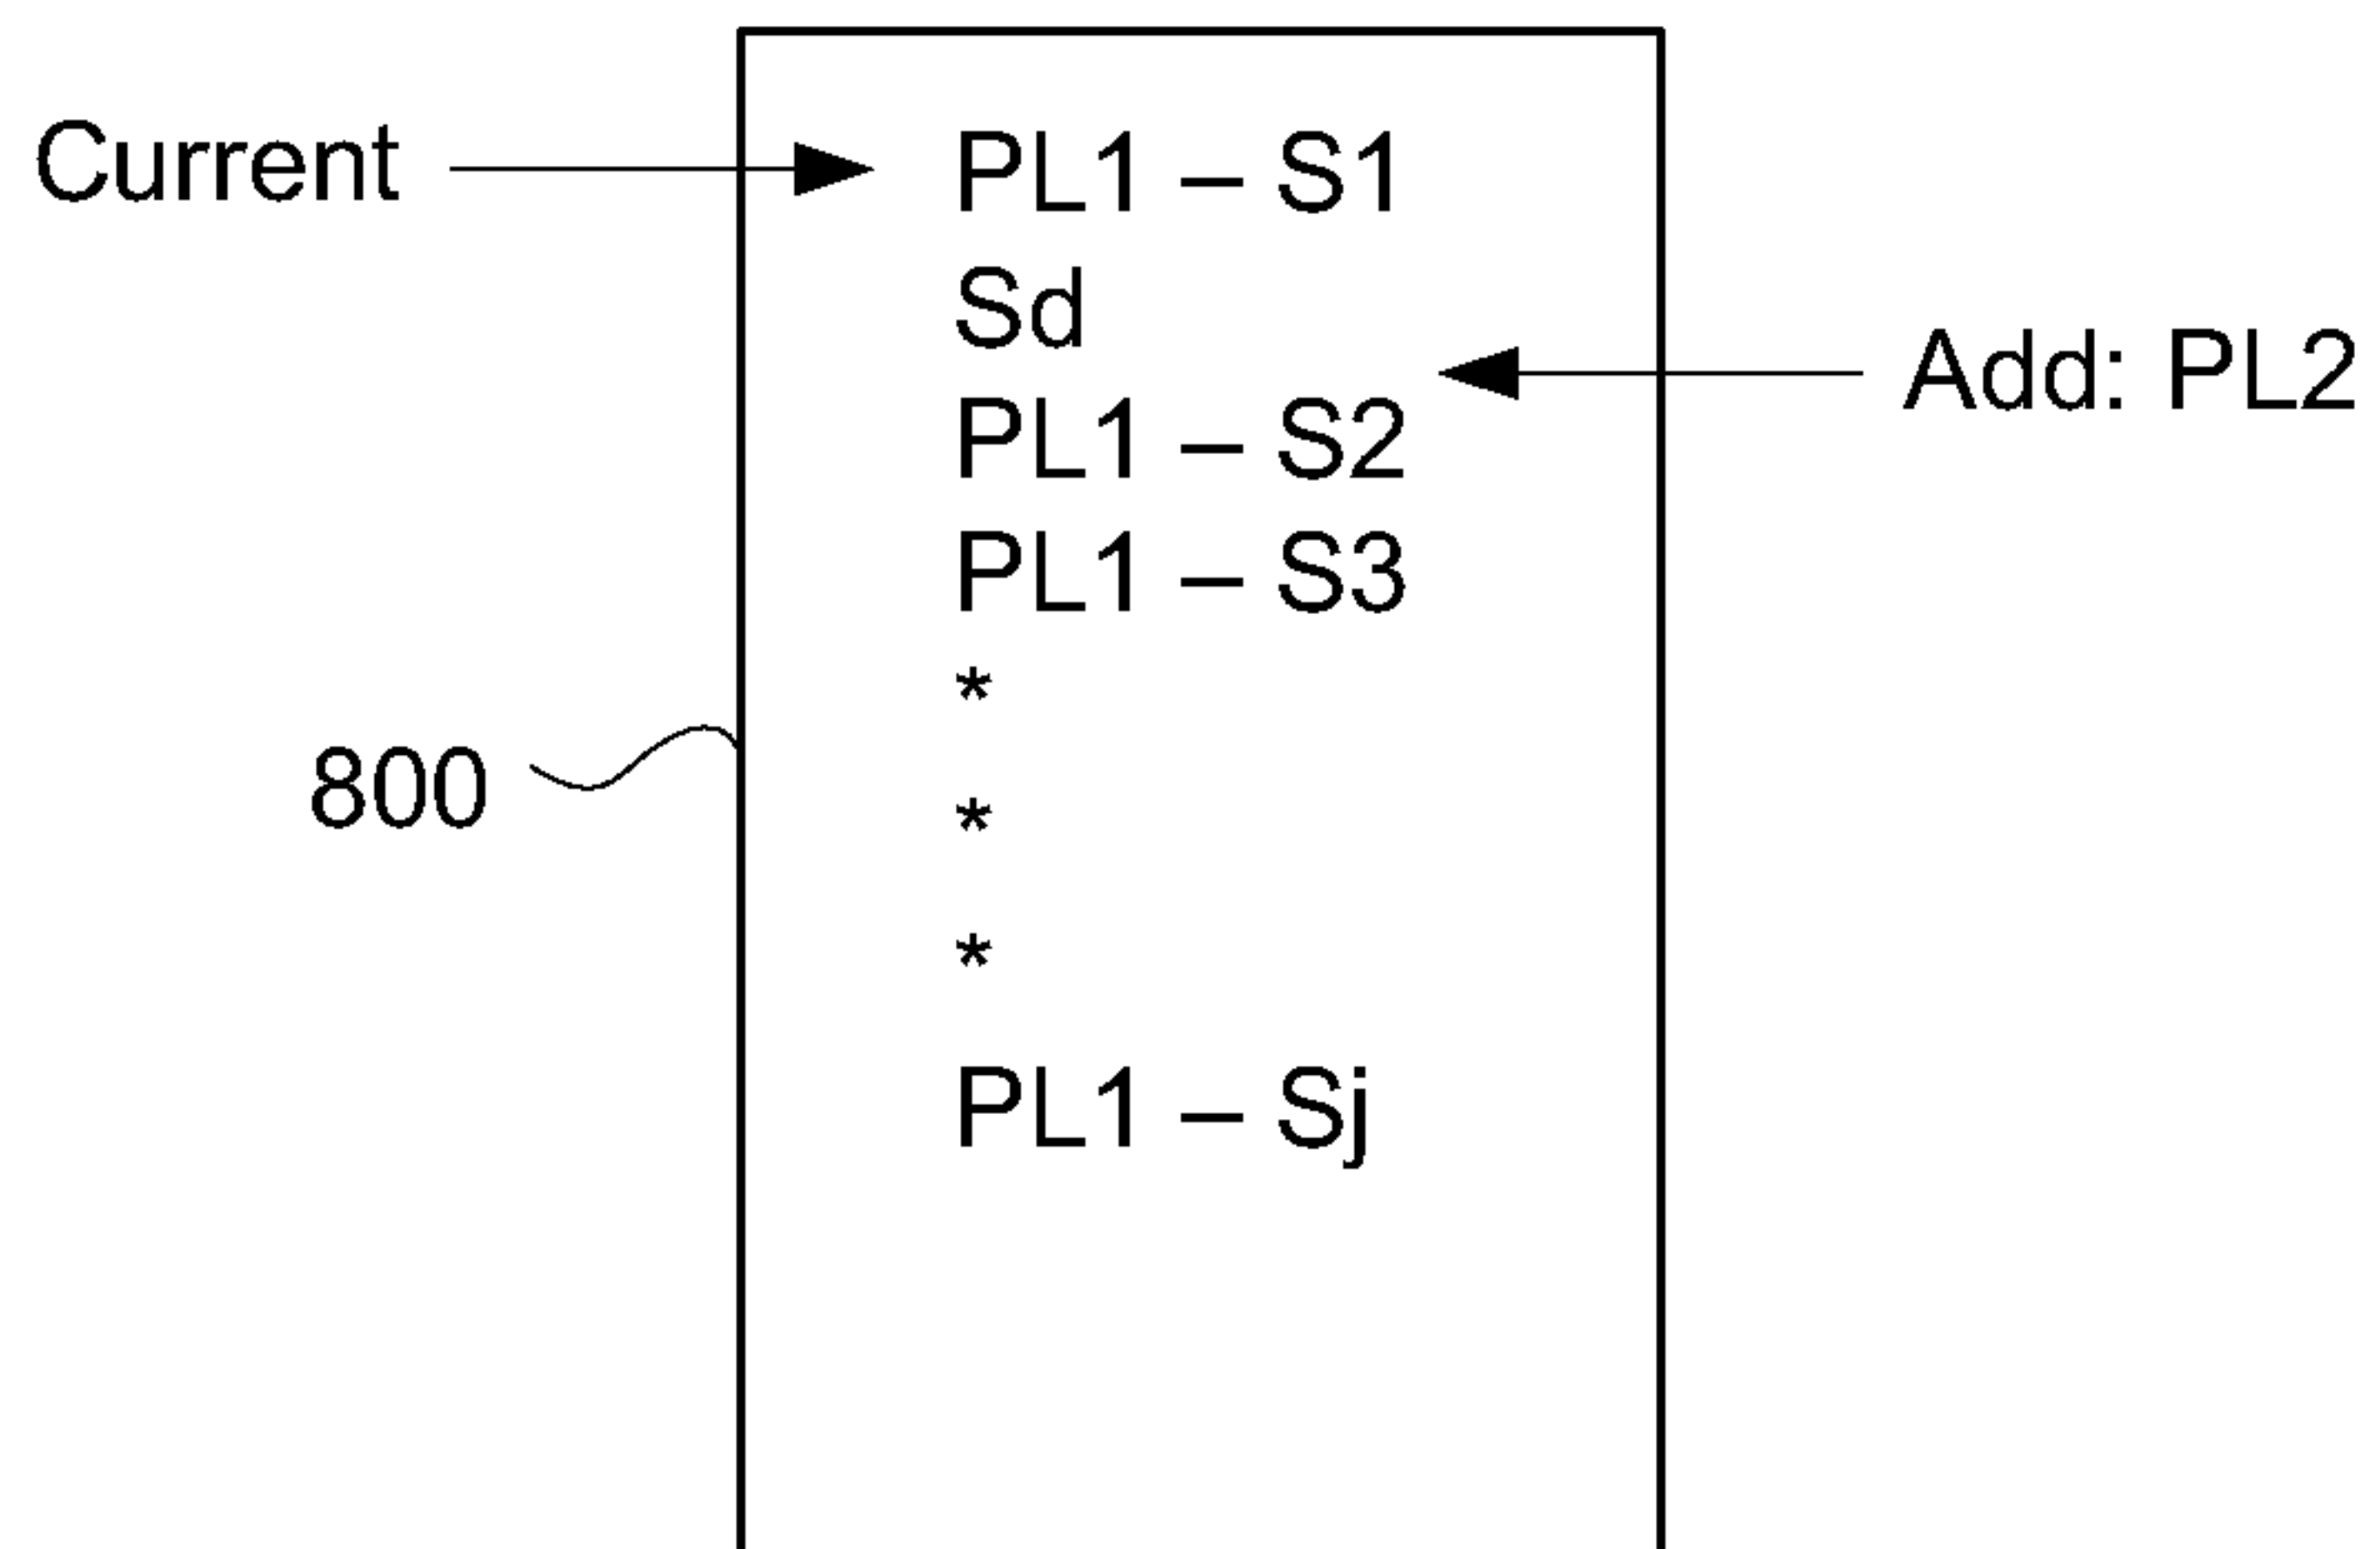 Current
PL1 – S1
Sd
Add: PL2
PL1 – S2
PL1 – S3
*
800
*
*
PL1 – Sj